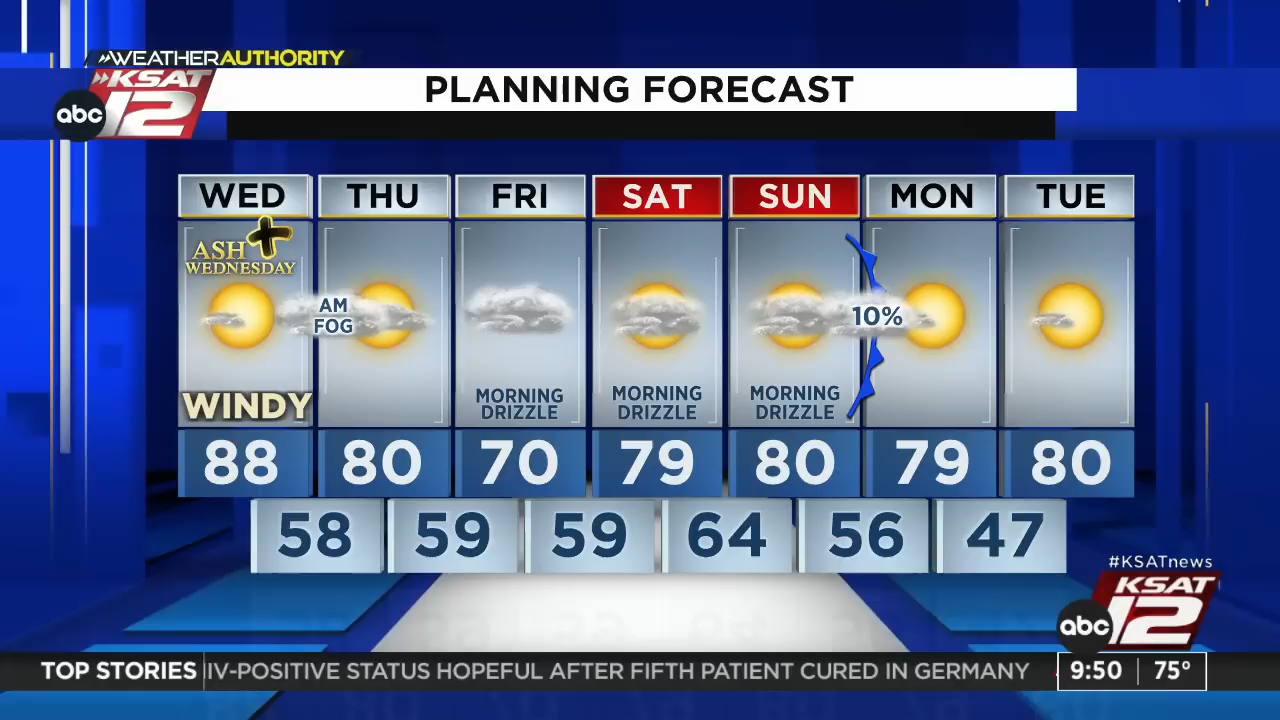 WEATHERAUTHORITY
KSAT
abc 12
PLANNING FORECAST
WED THU FRI SAT SUN MON TUE
ASH
WEDNESDAY
AM
FOG
10%
WINDY
MORNING
DRIZZLE
MORNING
DRIZZLE
MORNING
DRIZZLE
88 80 70 79 80 79 80
58 59 59 64 56 47
#KSATnews
KSAT
abc 12
TOP STORIES IV-POSITIVE STATUS HOPEFUL AFTER FIFTH PATIENT CURED IN GERMANY
9:50 75°